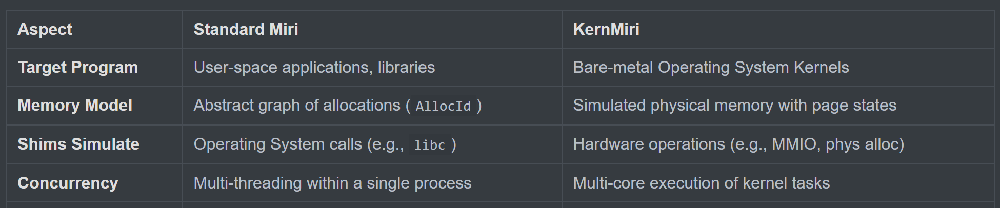 Aspect Standard Miri KernMiri
Target Program User-space applications, libraries Bare-metal Operating System Kernels
Memory Model Abstract graph of allocations ( AllocId ) Simulated physical memory with page states
Shims Simulate Operating System calls (e.g., libc ) Hardware operations (e.g., MMIO, phys alloc)
Concurrency Multi-threading within a single process Multi-core execution of kernel tasks